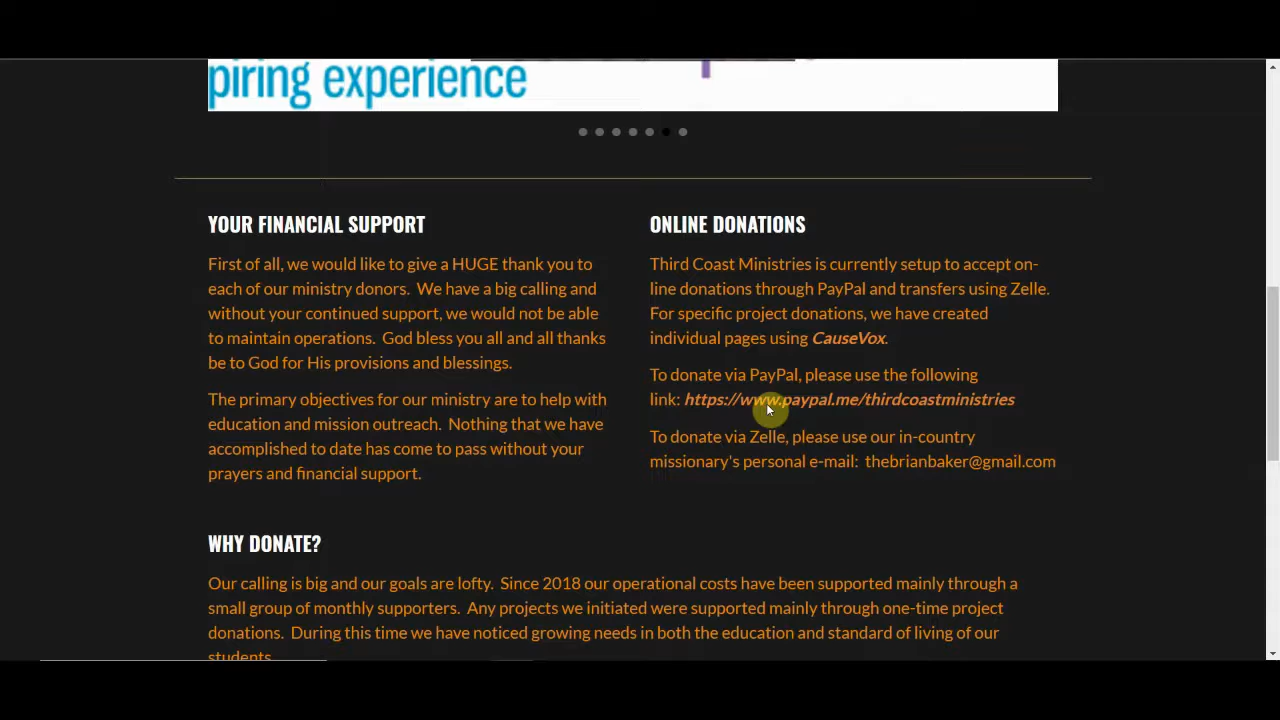 piring experience
YOUR FINANCIAL SUPPORT
First of all, we would like to give a HUGE thank you to
each of our ministry donors. We have a big calling and
without your continued support, we would not be able
to maintain operations. God bless you all and all thanks
be to God for His provisions and blessings.
The primary objectives for our ministry are to help with
education and mission outreach. Nothing that we have
accomplished to date has come to pass without your
prayers and financial support.
ONLINE DONATIONS
Third Coast Ministries is currently setup to accept on-
line donations through PayPal and transfers using Zelle.
For specific project donations, we have created
individual pages using CauseVox.
To donate via PayPal, please use the following
link: https://www.paypal.me/thirdcoastministries
To donate via Zelle, please use our in-country
missionary's personal e-mail: thebrianbaker@gmail.com
WHY DONATE?
Our calling is big and our goals are lofty. Since 2018 our operational costs have been supported mainly through a
small group of monthly supporters. Any projects we initiated were supported mainly through one-time project
donations. During this time we have noticed growing needs in both the education and standard of living of our
students.